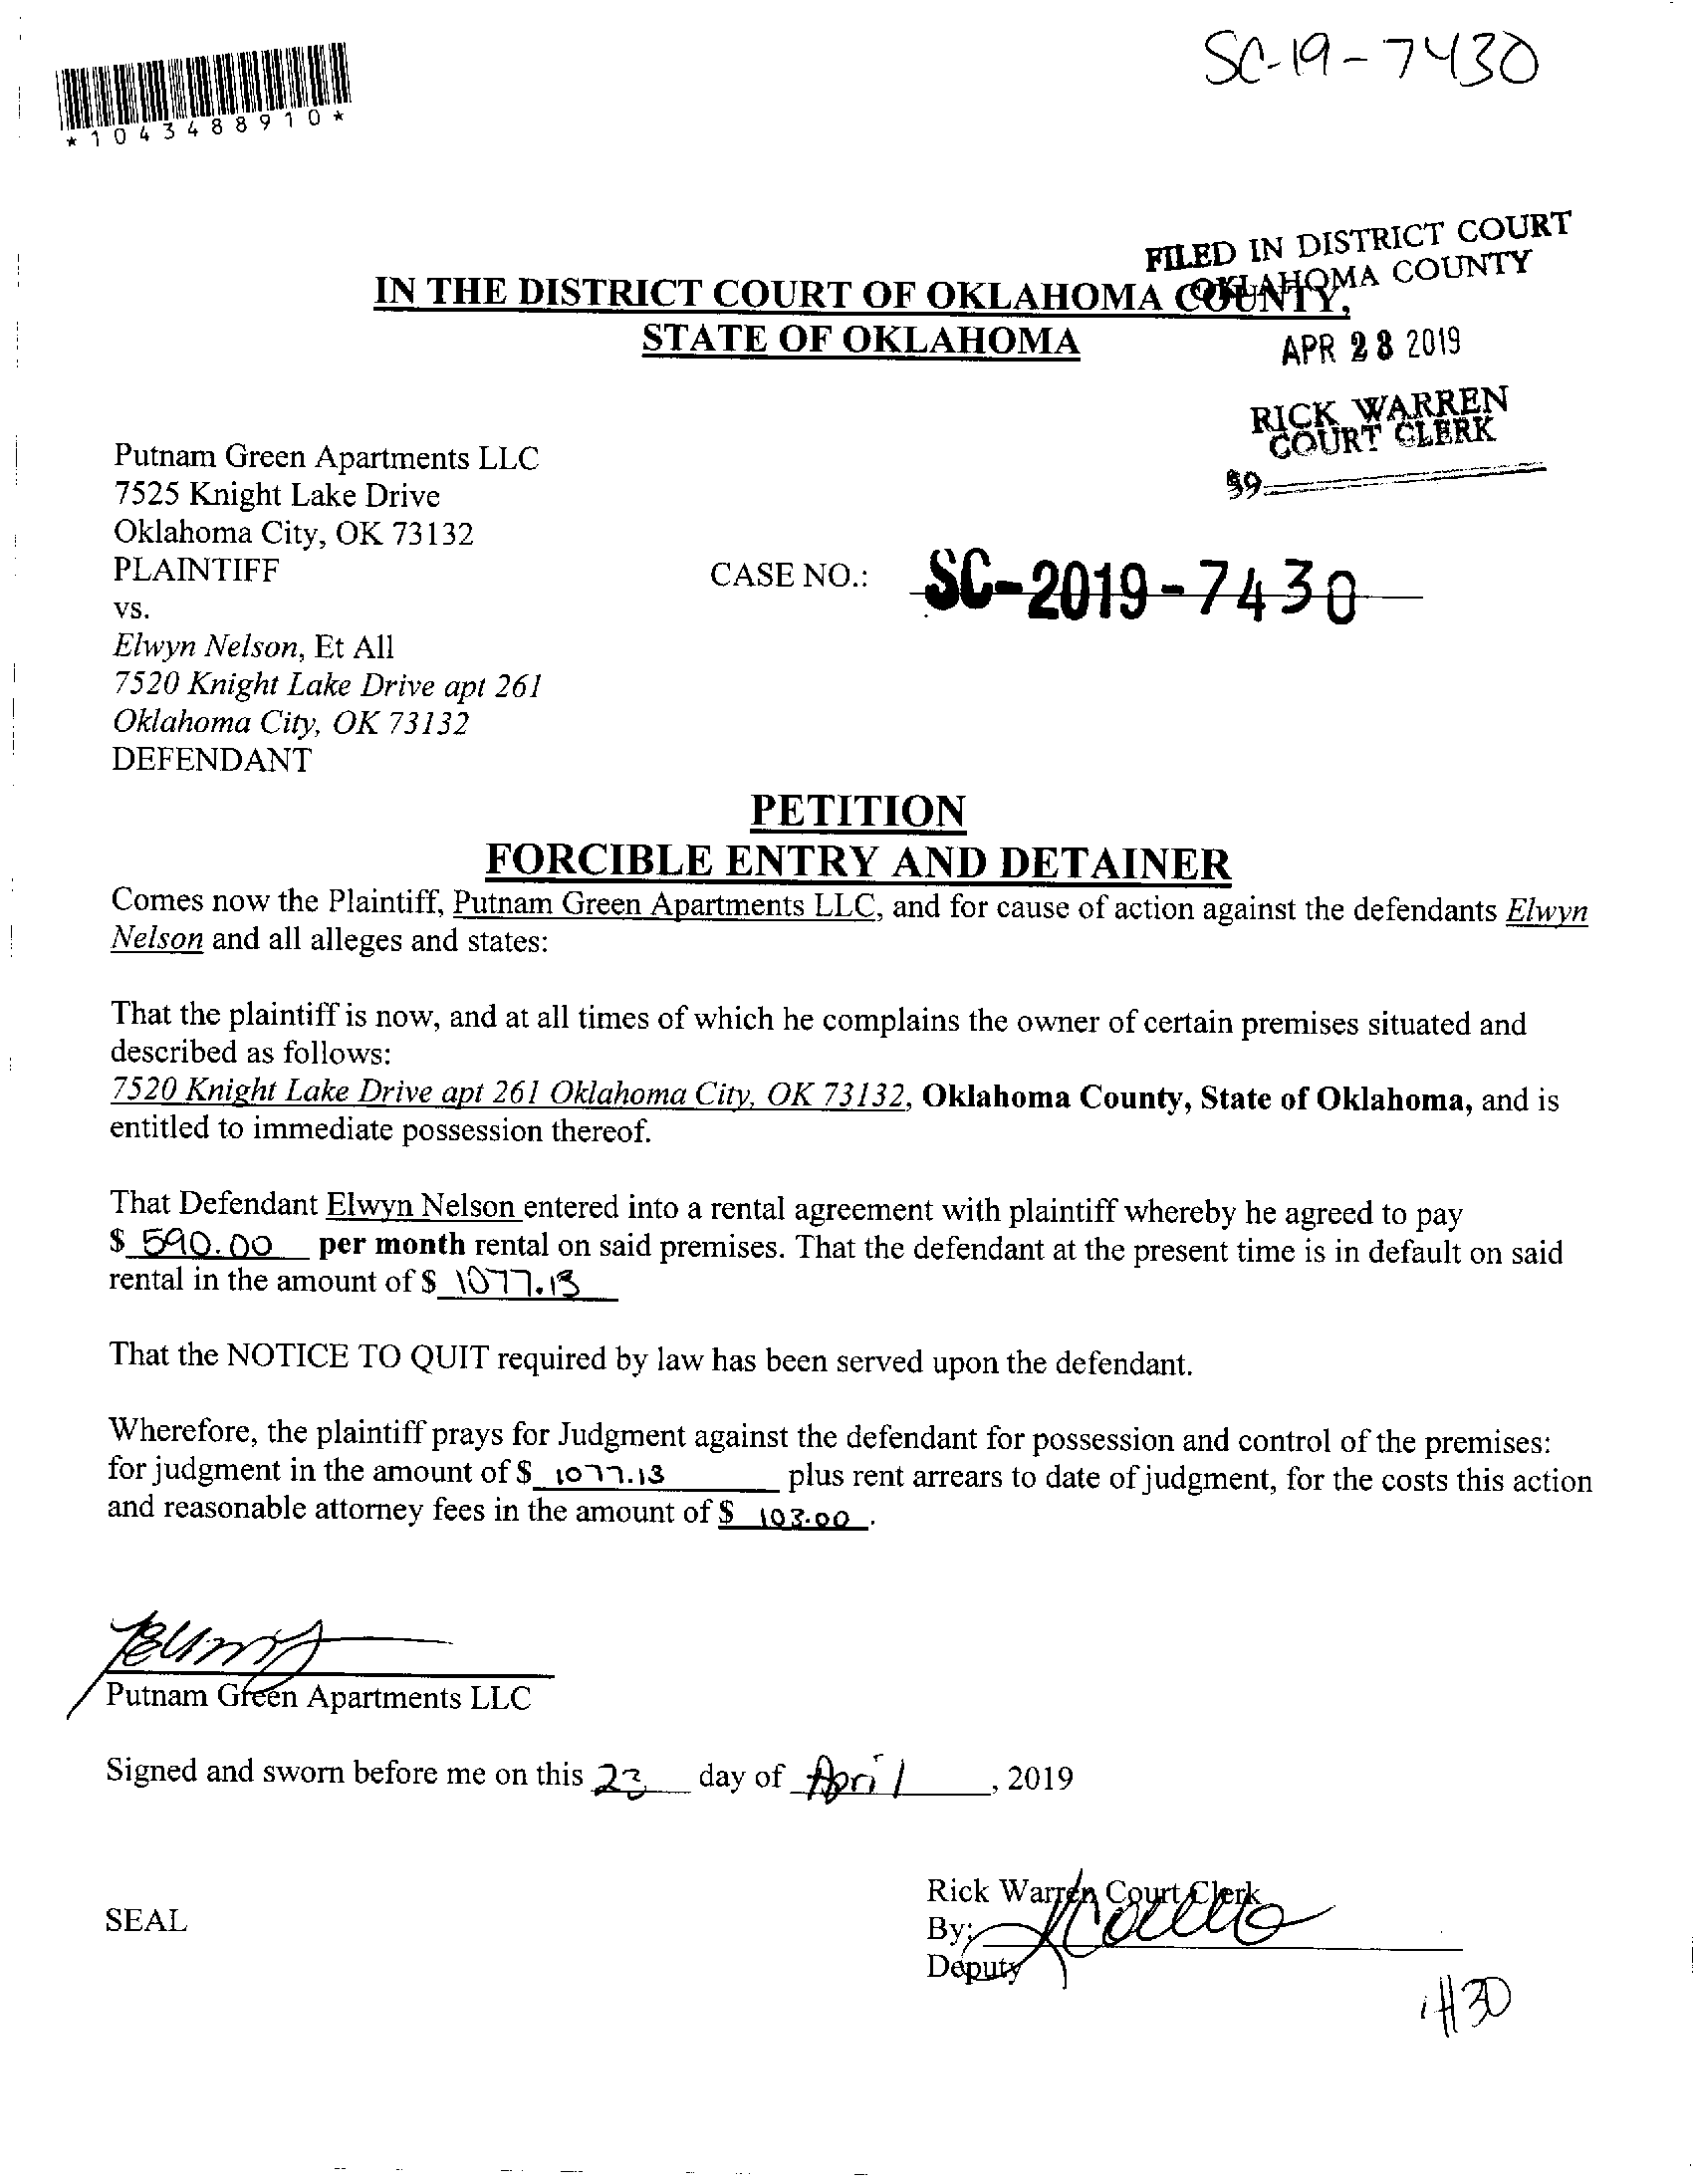 SC-19-7430
*1043488910*
FILED IN DISTRICT COURT
OKLAHOMA COUNTY
IN THE DISTRICT COURT OF OKLAHOMA COUNTY,
STATE OF OKLAHOMA
APR 23 2019
RICK WARREN
COURT CLERK
39
Putnam Green Apartments LLC
7525 Knight Lake Drive
Oklahoma City, OK 73132
PLAINTIFF
CASE NO.: SC-2019-7430
vs.
Elwyn Nelson, Et All
7520 Knight Lake Drive apt 261
Oklahoma City, OK 73132
DEFENDANT
PETITION
FORCIBLE ENTRY AND DETAINER
Comes now the Plaintiff, Putnam Green Apartments LLC, and for cause of action against the defendants Elwyn
Nelson and all alleges and states:
That the plaintiff is now, and at all times of which he complains the owner of certain premises situated and
described as follows:
7520 Knight Lake Drive apt 261 Oklahoma City, OK 73132, Oklahoma County, State of Oklahoma, and is
entitled to immediate possession thereof.
That Defendant Elwyn Nelson entered into a rental agreement with plaintiff whereby he agreed to pay
$ 590.00 per month rental on said premises. That the defendant at the present time is in default on said
rental in the amount of $ 1077.13
That the NOTICE TO QUIT required by law has been served upon the defendant.
Wherefore, the plaintiff prays for Judgment against the defendant for possession and control of the premises:
for judgment in the amount of $ 1077.13 plus rent arrears to date of judgment, for the costs this action
and reasonable attorney fees in the amount of $ 103.00 .
Putnam Green Apartments LLC
Signed and sworn before me on this 23 day of April, 2019
Rick Warren Court Clerk
SEAL
By:
Deputy